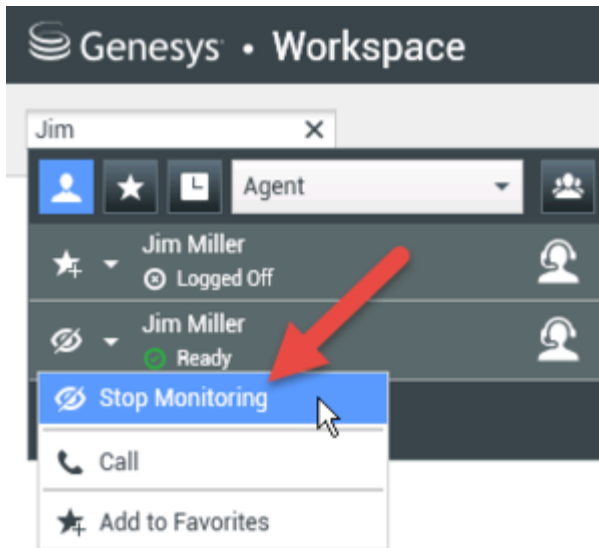 Genesys • Workspace
Jim
Agent
Jim Miller
Logged Off
Jim Miller
Ready
Stop Monitoring
Call
Add to Favorites